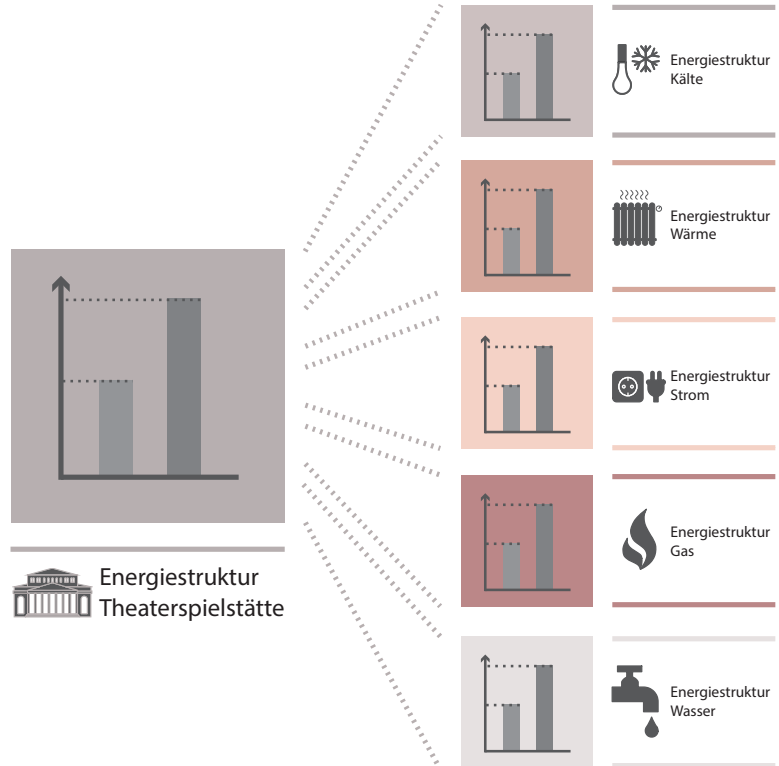 Energiestruktur
Theaterspielstätte
Energiestruktur
Kälte
Energiestruktur
Wärme
Energiestruktur
Strom
Energiestruktur
Gas
Energiestruktur
Wasser